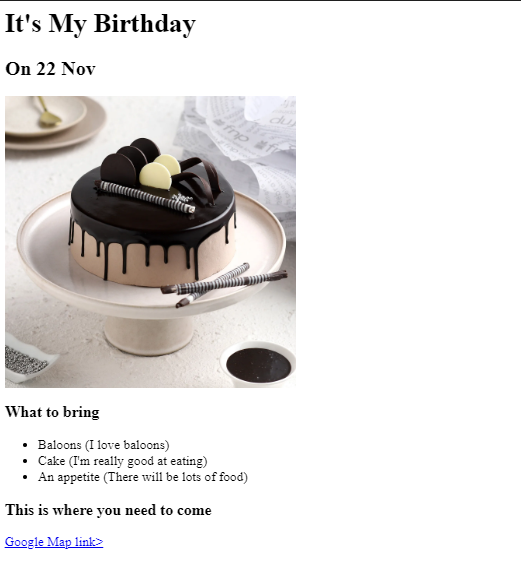 It's My Birthday
On 22 Nov
What to bring
Baloons (I love baloons)
Cake (I'm really good at eating)
An appetite (There will be lots of food)
This is where you need to come
Google Map link>